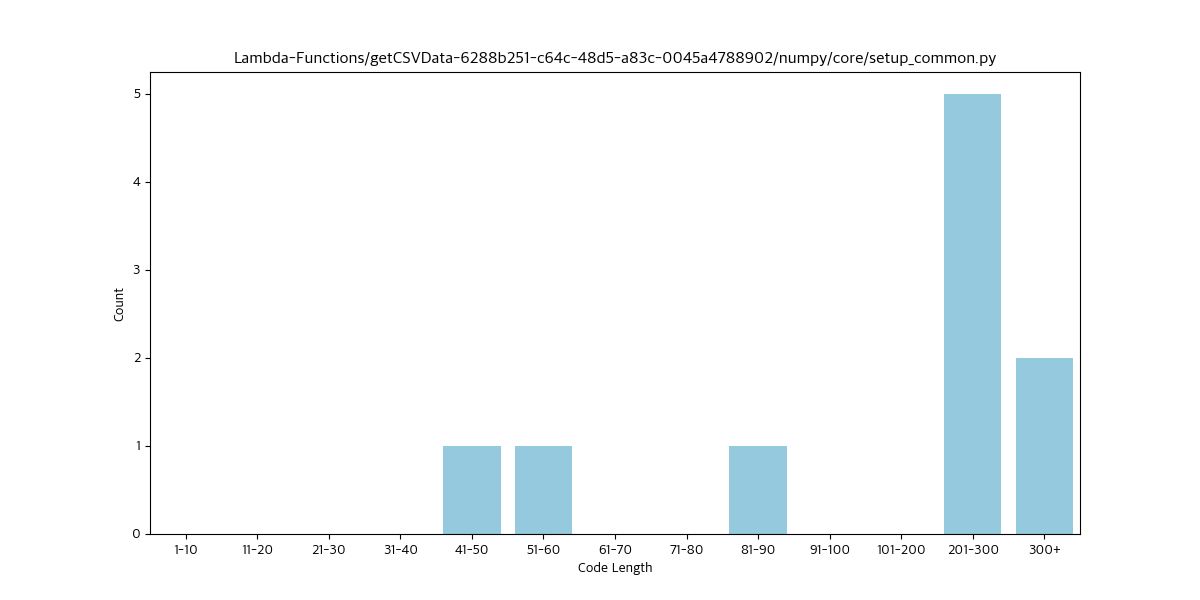 Lambda-Functions/getCSVData-6288b251-c64c-48d5-a83c-0045a4788902/numpy/core/setup_common.py
5
4
3
2
1
0
Count
1-10 11-20 21-30 31-40 41-50 51-60 61-70 71-80 81-90 91-100 101-200 201-300 300+
Code Length